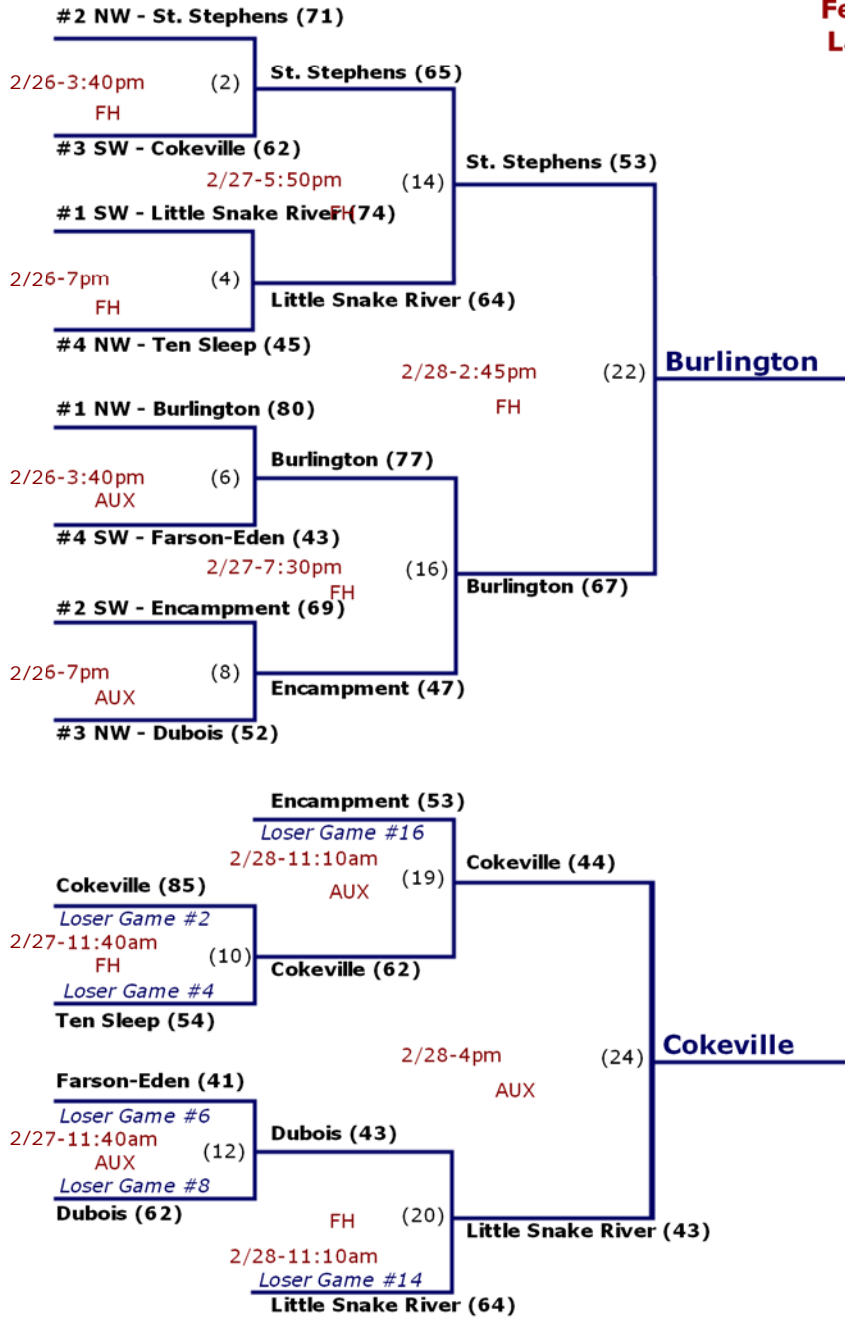 #2 NW - St. Stephens (71)
Fe
La
2/26-3:40pm
(2)
FH
St. Stephens (65)
#3 SW - Cokeville (62)
2/27-5:50pm
(14)
FH
St. Stephens (53)
#1 SW - Little Snake River (74)
2/26-7pm
(4)
FH
Little Snake River (64)
#4 NW - Ten Sleep (45)
2/28-2:45pm
(22)
FH
Burlington
#1 NW - Burlington (80)
Burlington (77)
2/26-3:40pm
(6)
AUX
#4 SW - Farson-Eden (43)
2/27-7:30pm
(16)
FH
Burlington (67)
#2 SW - Encampment (69)
2/26-7pm
(8)
AUX
Encampment (47)
#3 NW - Dubois (52)
Encampment (53)
Loser Game #16
2/28-11:10am
(19)
AUX
Cokeville (44)
Cokeville (85)
Loser Game #2
2/27-11:40am
(10)
FH
Loser Game #4
Cokeville (62)
Ten Sleep (54)
2/28-4pm
(24)
AUX
Cokeville
Farson-Eden (41)
Loser Game #6
2/27-11:40am
(12)
AUX
Loser Game #8
Dubois (43)
Dubois (62)
FH
(20)
2/28-11:10am
Little Snake River (43)
Loser Game #14
Little Snake River (64)